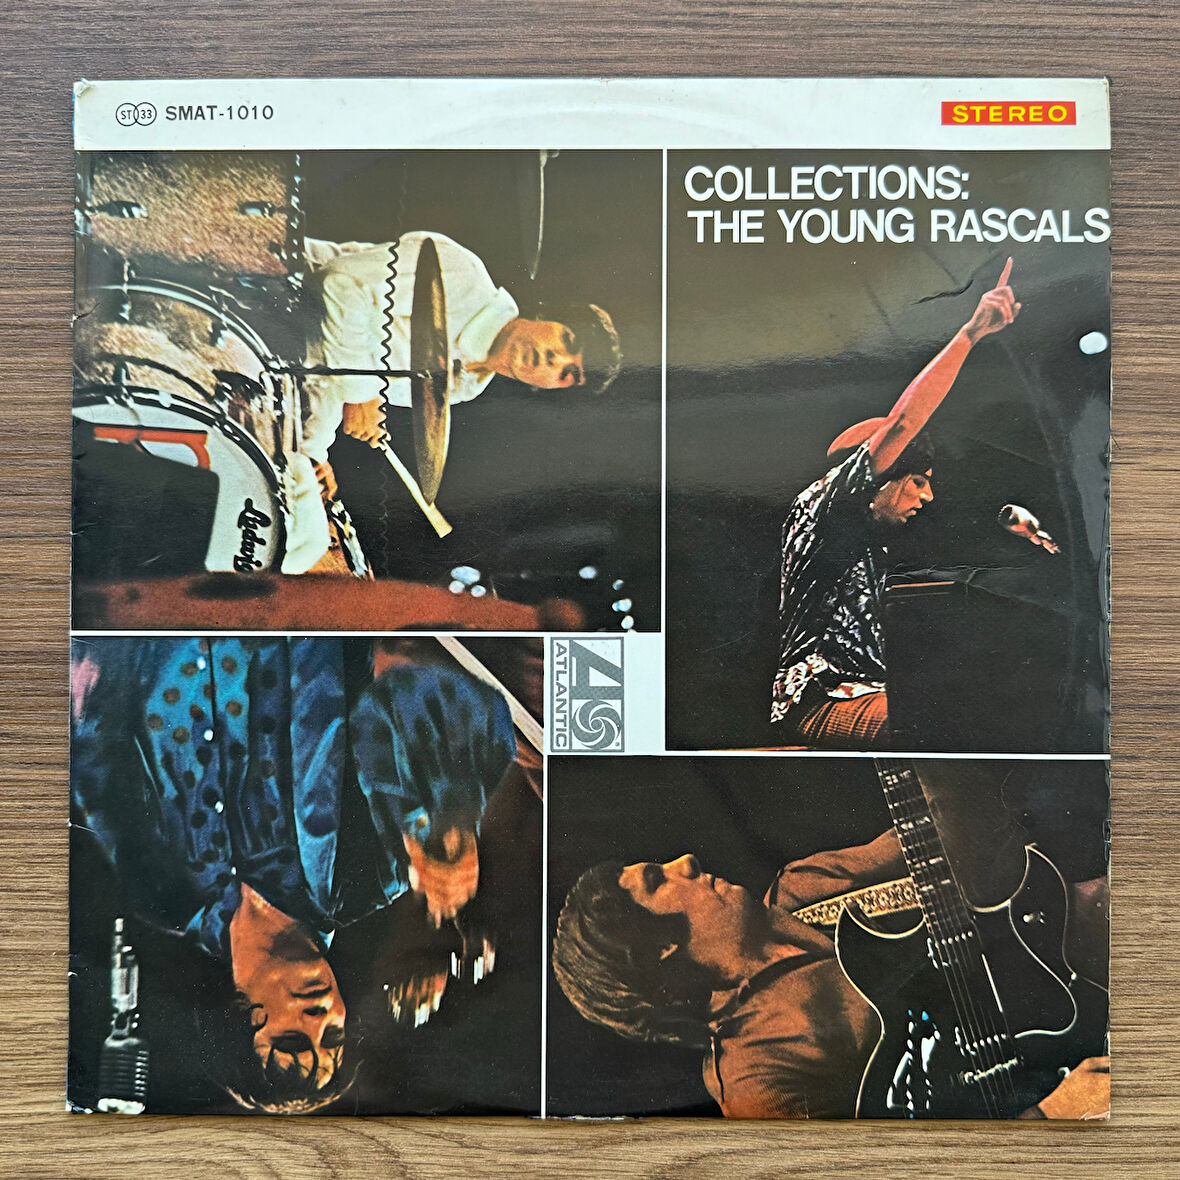 ST 33 SMAT-1010
STEREO
COLLECTIONS:
THE YOUNG RASCALS
Ludwig
ATLANTIC